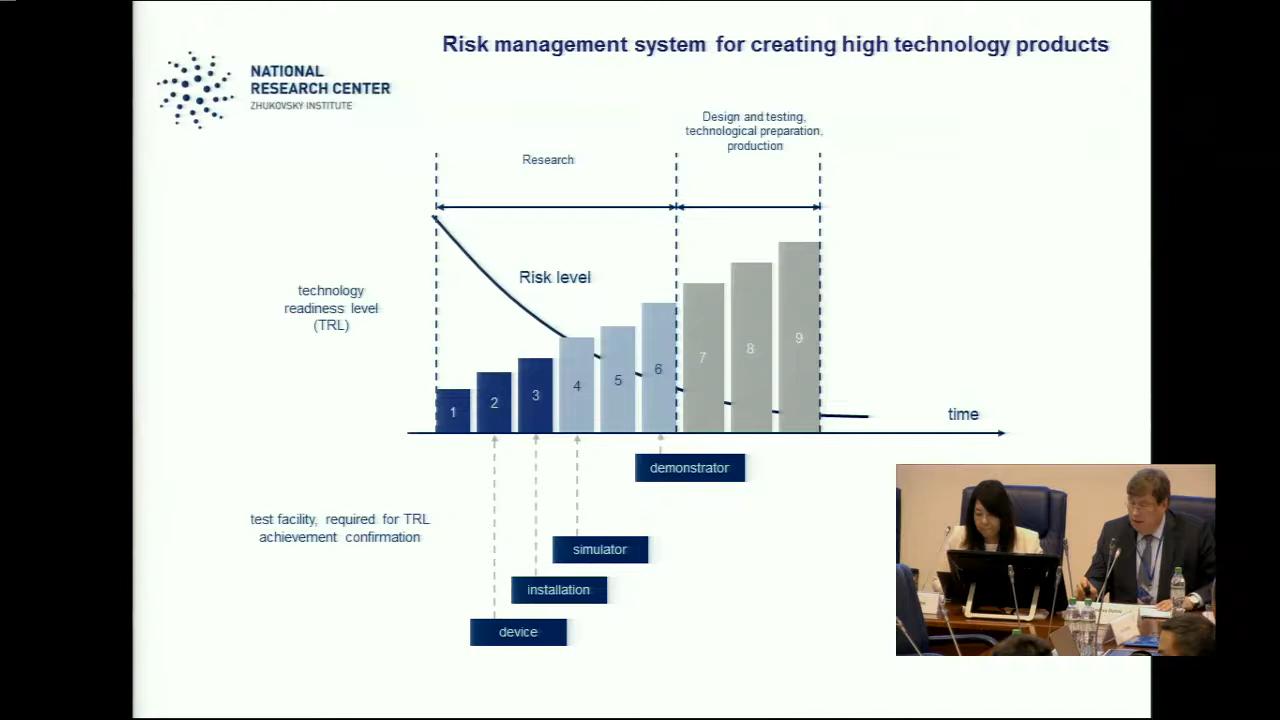 Risk management system for creating high technology products
NATIONAL
RESEARCH CENTER
ZHUKOVSKY INSTITUTE
Design and testing,
technological preparation,
production
Research
Risk level
technology
readiness level
(TRL)
1
2
3
4
5
6
7
8
9
time
demonstrator
test facility, required for TRL
achievement confirmation
simulator
installation
device